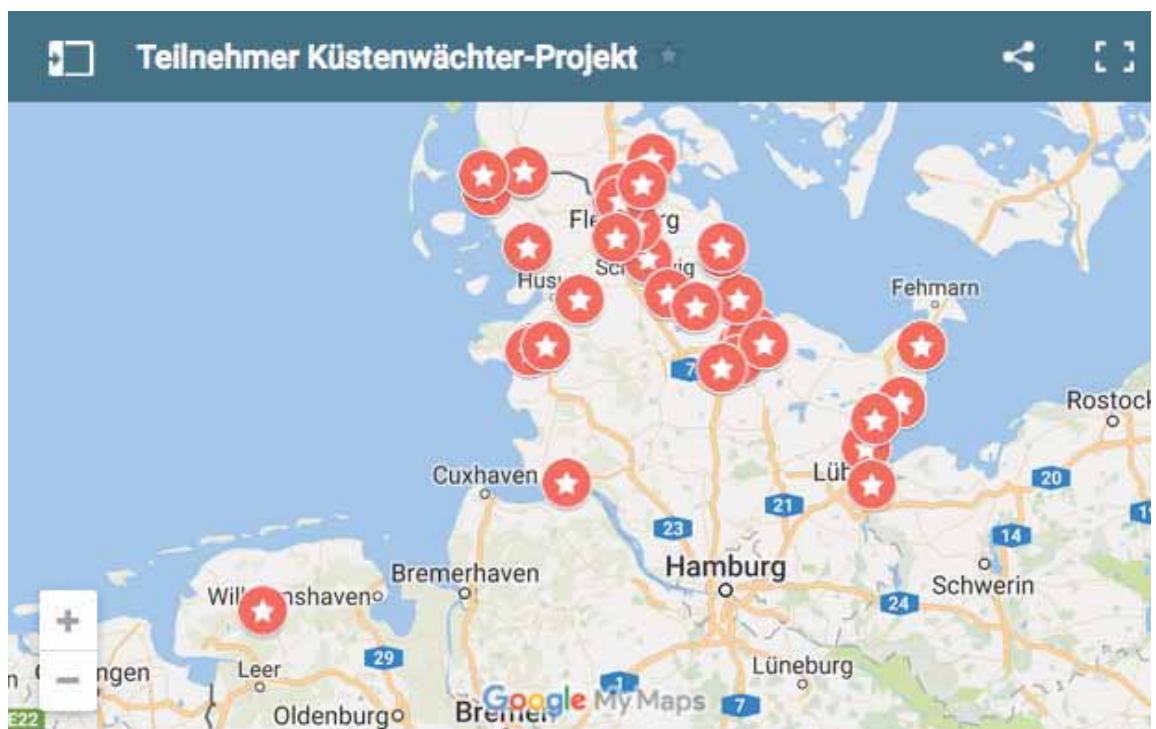 Teilnehmer Küstenwächter-Projekt
Fehmarn
Rostock
Cuxhaven
20
21
23
14
Hamburg
Bremerhaven
Schwerin
24
29
Leer
Lüneburg
1
7
Google My Maps
E22
Oldenburg
7